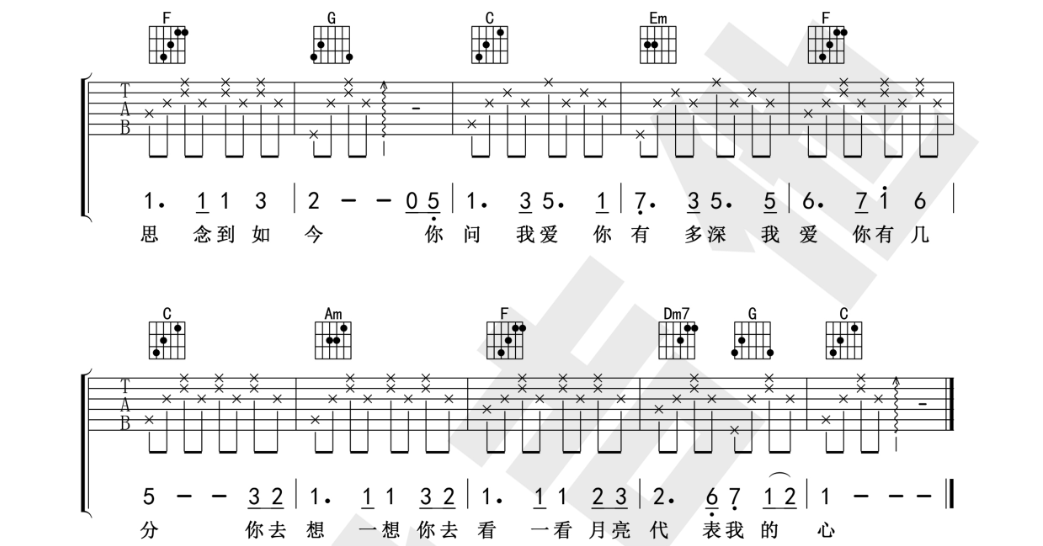 F G C Em F
T
A
B
1. 1 1 3 | 2 - - 0 5 | 1. 3 5. 1 | 7. 3 5. 5 | 6. 7 1 6 |
思 念到 如 今 你 问 我爱 你 有 多深 我 爱 你有 几
C Am F Dm7 G C
T
A
B
5 - - 3 2 | 1. 1 1 3 2 | 1. 1 1 2 3 | 2. 6 7 1 2 | 1 - - -
分 你去 想 一想 你去 看 一看 月亮 代 表我 的 心